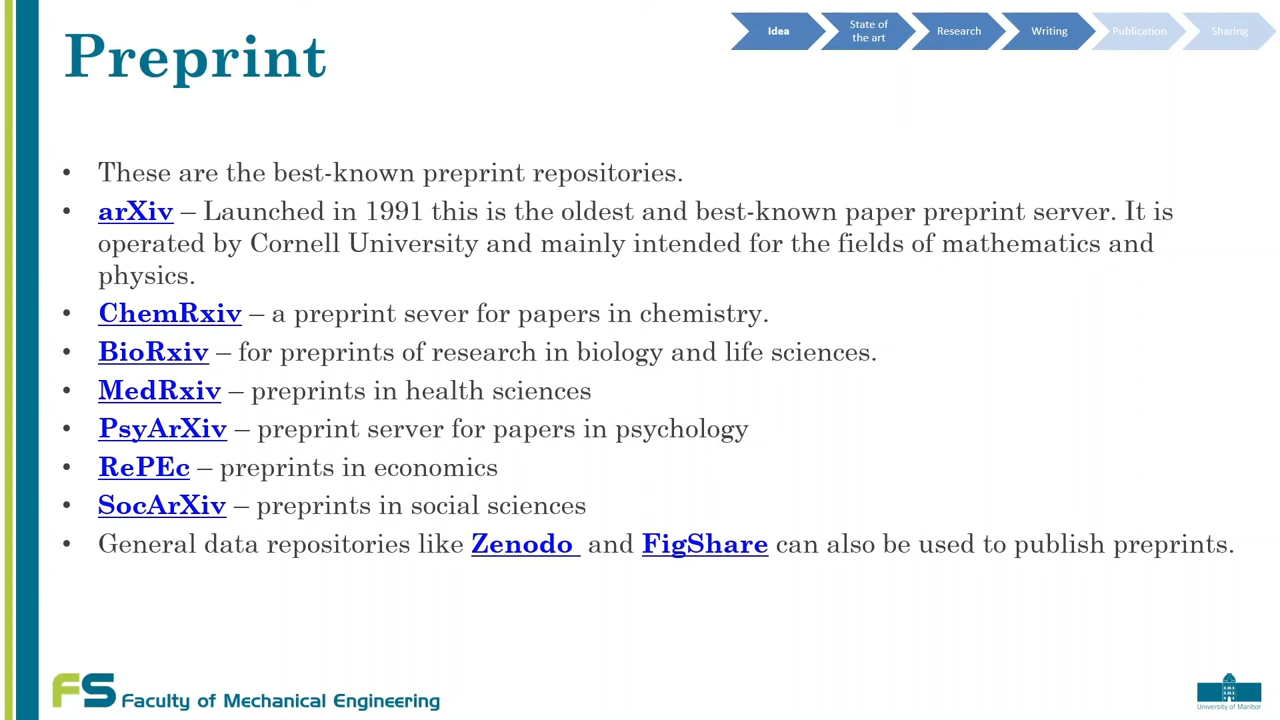 Preprint
Idea
State of
the art
Research
Writing
Publication
Sharing
• These are the best-known preprint repositories.
• arXiv – Launched in 1991 this is the oldest and best-known paper preprint server. It is
operated by Cornell University and mainly intended for the fields of mathematics and
physics.
• ChemRxiv – a preprint sever for papers in chemistry.
• BioRxiv – for preprints of research in biology and life sciences.
• MedRxiv – preprints in health sciences
• PsyArXiv – preprint server for papers in psychology
• RePEc – preprints in economics
• SocArXiv – preprints in social sciences
• General data repositories like Zenodo and FigShare can also be used to publish preprints.
FS Faculty of Mechanical Engineering
University of Maribor